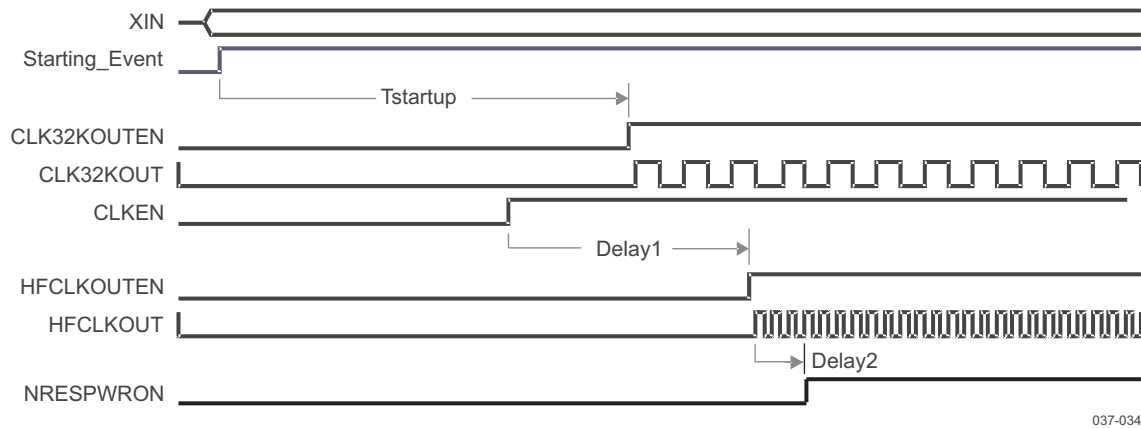 XIN
Starting_Event
Tstartup
CLK32KOUTEN
CLK32KOUT
CLKEN
Delay1
HFCLKOUTEN
HFCLKOUT
Delay2
NRESPWRON
037-034